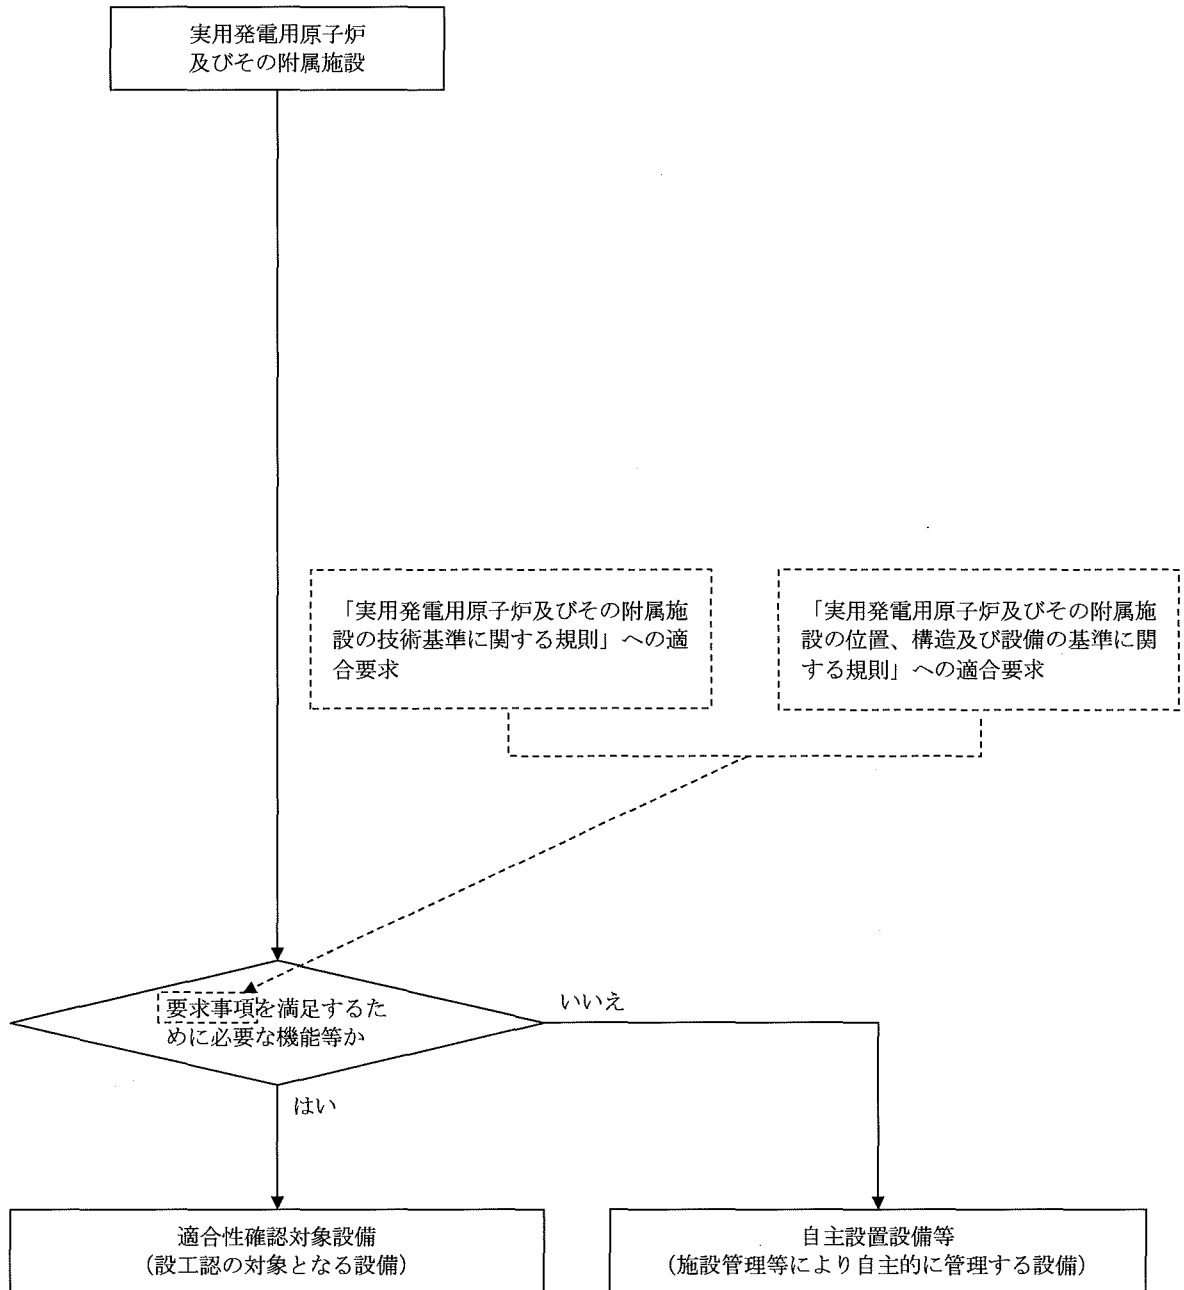 実用発電用原子炉
及びその附属施設
「実用発電用原子炉及びその附属施
設の技術基準に関する規則」への適
合要求
「実用発電用原子炉及びその附属施
設の位置、構造及び設備の基準に関
する規則」への適合要求
要求事項を満足するた
めに必要な機能等か
いいえ
はい
適合性確認対象設備
（設工認の対象となる設備）
自主設置設備等
（施設管理等により自主的に管理する設備）